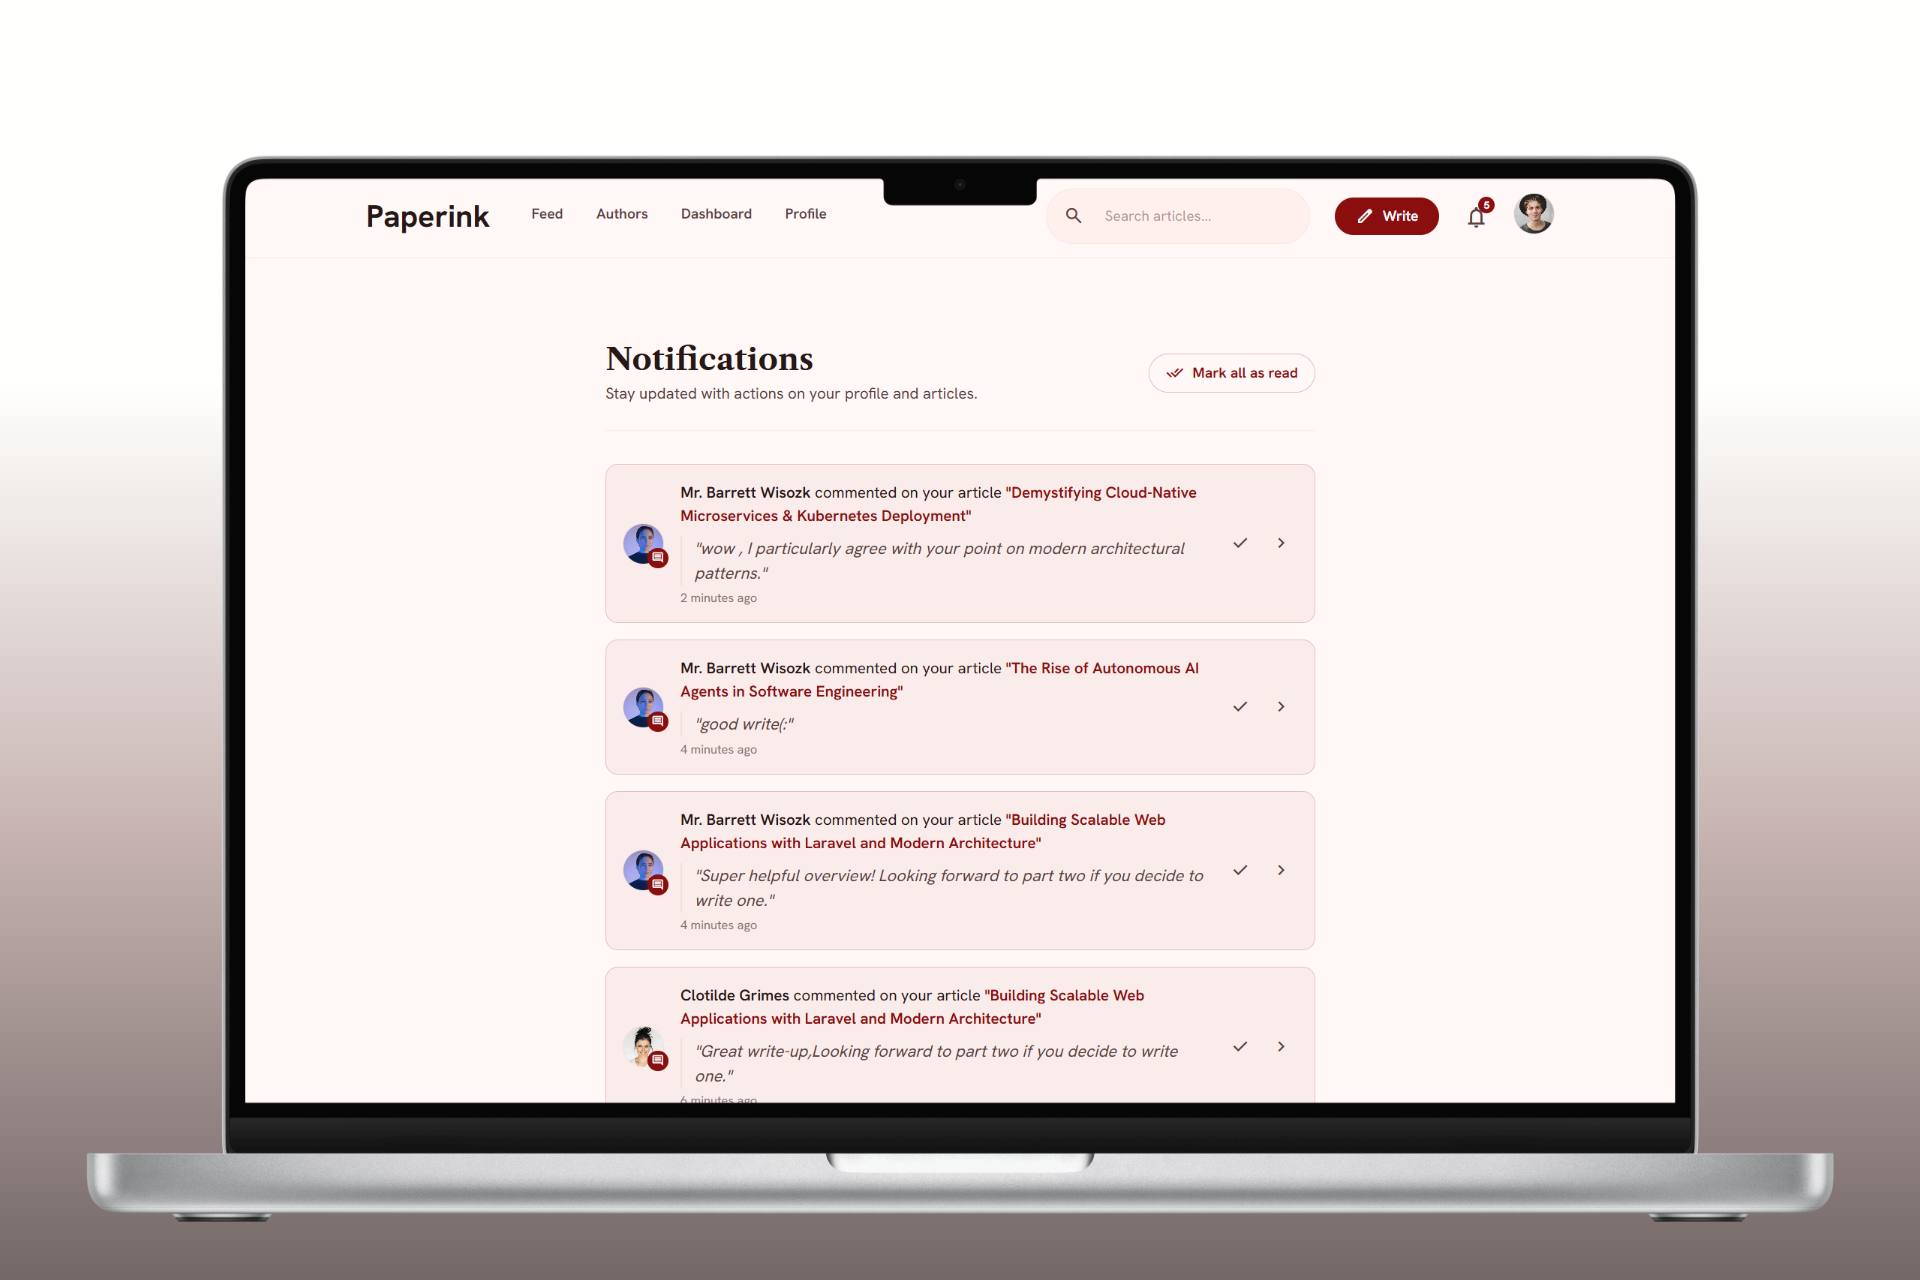 Paperink
Feed
Authors
Dashboard
Profile
Search articles...
Write
5
Notifications
Stay updated with actions on your profile and articles.
Mark all as read
Mr. Barrett Wisozk commented on your article "Demystifying Cloud-Native
Microservices & Kubernetes Deployment"
"wow , I particularly agree with your point on modern architectural
patterns."
2 minutes ago
Mr. Barrett Wisozk commented on your article "The Rise of Autonomous AI
Agents in Software Engineering"
"good write(:"
4 minutes ago
Mr. Barrett Wisozk commented on your article "Building Scalable Web
Applications with Laravel and Modern Architecture"
"Super helpful overview! Looking forward to part two if you decide to
write one."
4 minutes ago
Clotilde Grimes commented on your article "Building Scalable Web
Applications with Laravel and Modern Architecture"
"Great write-up,Looking forward to part two if you decide to write
one."
6 minutes ago